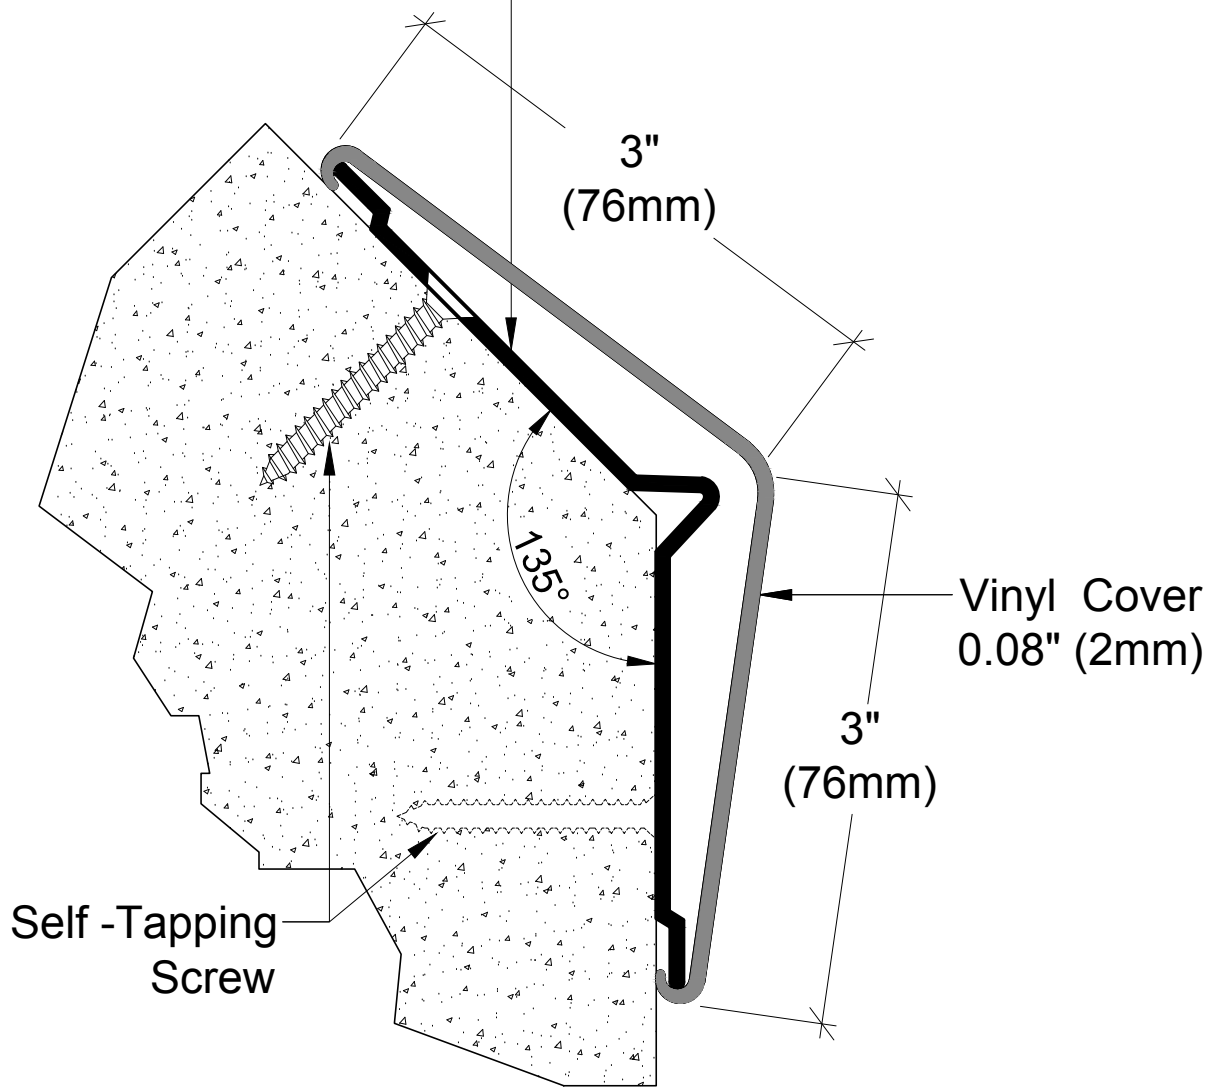 3"
(76mm)
135°
Vinyl Cover
0.08" (2mm)
3"
(76mm)
Self -Tapping
Screw